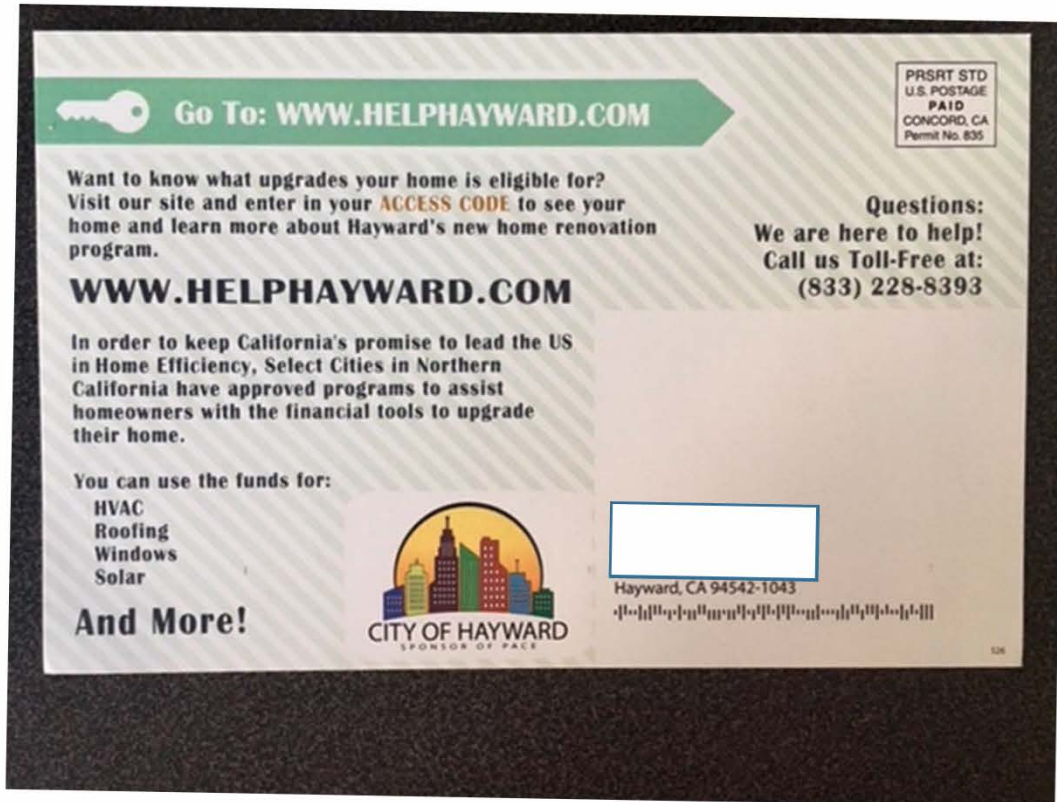 Go To: WWW.HELPHAYWARD.COM
PRSRT STD
U.S. POSTAGE
PAID
CONCORD, CA
Permit No. 835
Want to know what upgrades your home is eligible for?
Visit our site and enter in your ACCESS CODE to see your
home and learn more about Hayward's new home renovation
program.
WWW.HELPHAYWARD.COM
Questions:
We are here to help!
Call us Toll-Free at:
(833) 228-8393
In order to keep California's promise to lead the US
in Home Efficiency, Select Cities in Northern
California have approved programs to assist
homeowners with the financial tools to upgrade
their home.
You can use the funds for:
HVAC
Roofing
Windows
Solar
And More!
CITY OF HAYWARD
SPONSOR OF PACE
Hayward, CA 94542-1043
526